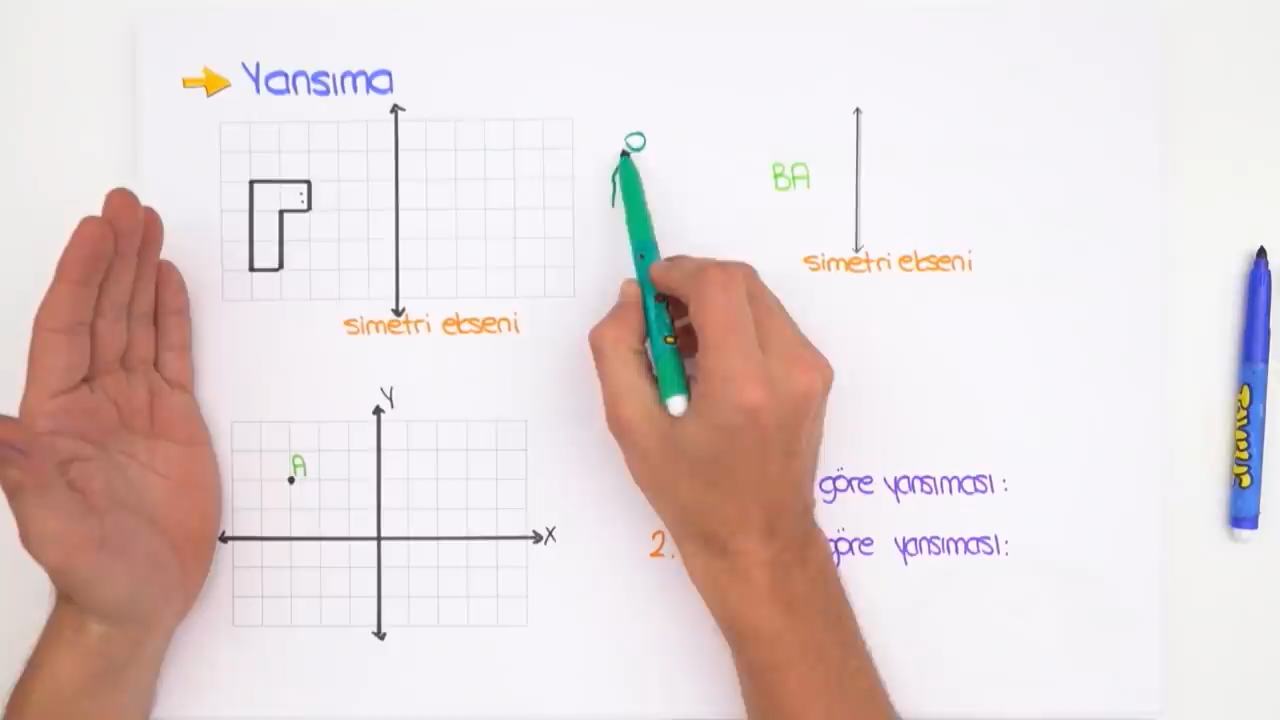 Yansıma
simetri ekseni
BA
simetri ekseni
Y
A
X
göre yansıması:
2. göre yansıması: